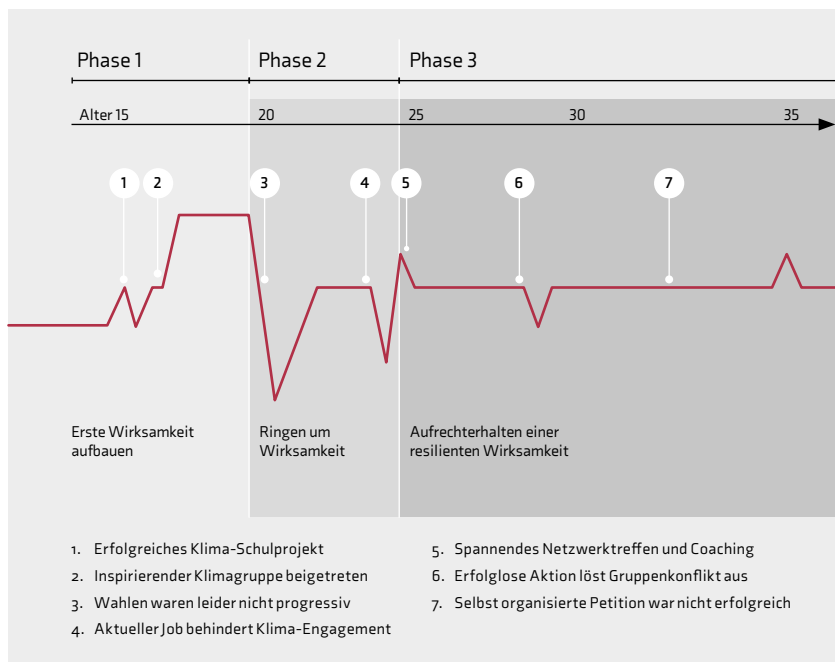 Phase 1 Phase 2 Phase 3
Alter 15 20 25 30 35
1 2 3 4 5 6 7
Erste Wirksamkeit
aufbauen
Ringen um
Wirksamkeit
Aufrechterhalten einer
resilienten Wirksamkeit
1. Erfolgreiches Klima-Schulprojekt
2. Inspirierender Klimagruppe beigetreten
3. Wahlen waren leider nicht progressiv
4. Aktueller Job behindert Klima-Engagement
5. Spannendes Netzwerktreffen und Coaching
6. Erfolglose Aktion löst Gruppenkonflikt aus
7. Selbst organisierte Petition war nicht erfolgreich